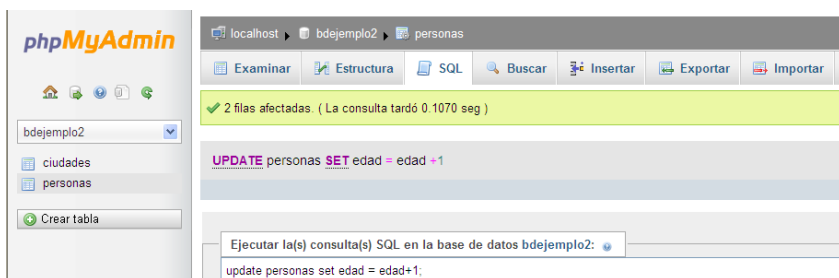 phpMyAdmin
localhost bdejemplo2 personas
Examinar Estructura SQL Buscar Insertar Exportar Importar
bdejemplo2
ciudades
personas
Crear tabla
2 filas afectadas. ( La consulta tardó 0.1070 seg )
UPDATE personas SET edad = edad +1
Ejecutar la(s) consulta(s) SQL en la base de datos bdejemplo2:
update personas set edad = edad+1;